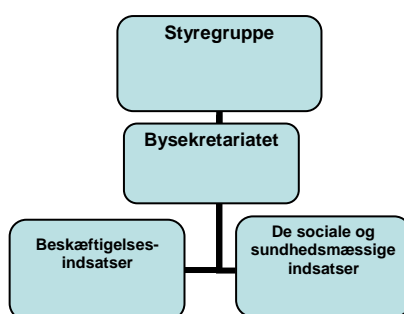 Styregruppe
Bysekretariatet
Beskæftigelses-
indsatser
De sociale og
sundhedsmæssige
indsatser